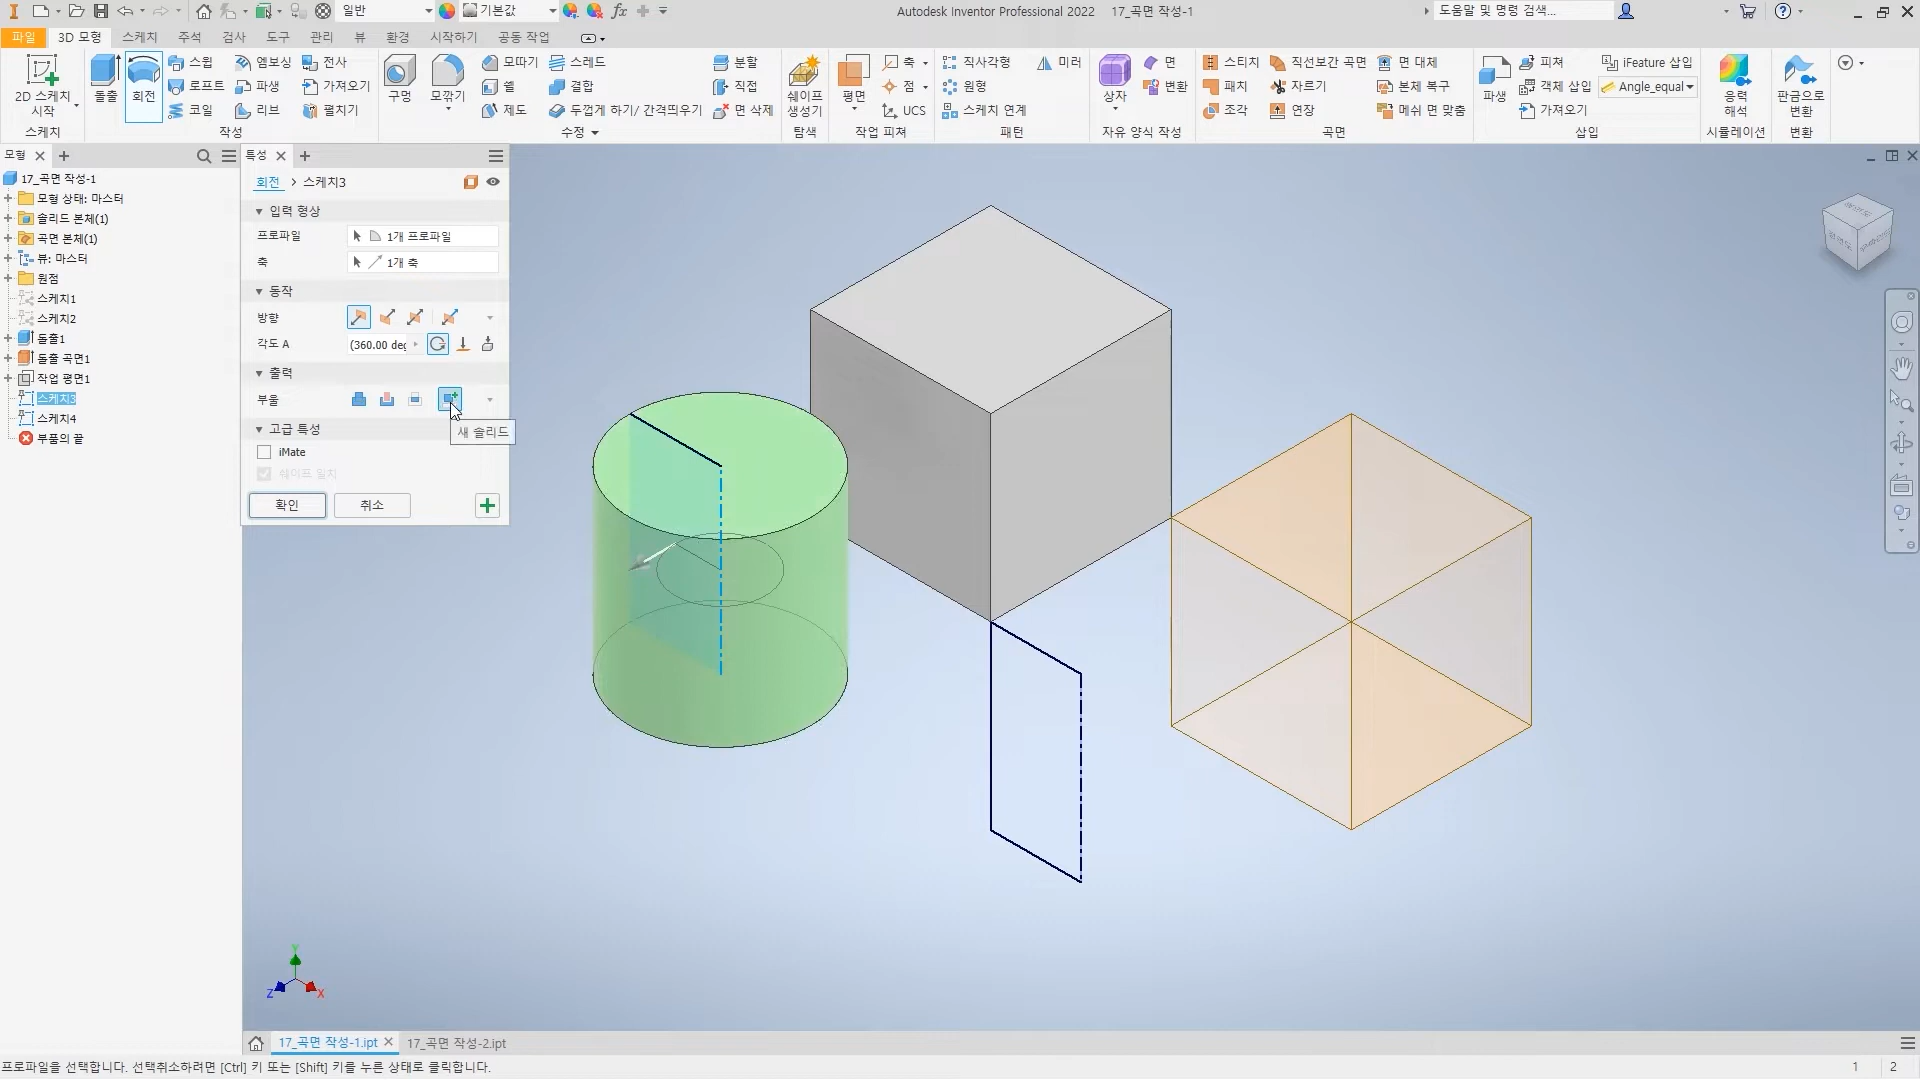 일반 기본값 fx Autodesk Inventor Professional 2022 17_곡면 작성-1 도움말 및 명령 검색...
파일 3D 모형 스케치 주석 검사 도구 관리 뷰 환경 시작하기 공동 작업
2D 스케치 시작
돌출
회전
스윕 엠보싱 전사
로프트 파생 가져오기
코일 리브 펼치기
구멍
모깎기
모따기 스레드 분할
쉘 결합 직접
제도 두껍게 하기/ 간격띄우기 면 삭제
쉐이프 생성기
평면
축
점
UCS
직사각형 미러
원형
스케치 연계
상자
면
변환
스티치 직선보간 곡면 면 대체
패치 자르기 본체 복구
조각 연장 메쉬 면 맞춤
파생
피쳐 iFeature 삽입
객체 삽입 Angle_equal
가져오기
응력 해석
판금으로 변환
스케치 작성 수정 탐색 작업 피쳐 패턴 자유 양식 작성 곡면 삽입 시뮬레이션 변환
모형
17_곡면 작성-1
모형 상태: 마스터
솔리드 본체(1)
곡면 본체(1)
뷰: 마스터
원점
스케치1
스케치2
돌출1
돌출 곡면1
작업 평면1
스케치3
스케치4
부품의 끝
특성
회전 > 스케치3
입력 형상
프로파일 1개 프로파일
축 1개 축
동작
방향
각도 A (360.00 deg
출력
부울
새 솔리드
고급 특성
iMate
쉐이프 일치
확인 취소
Y
Z X
17_곡면 작성-1.ipt 17_곡면 작성-2.ipt
프로파일을 선택합니다. 선택취소하려면 [Ctrl] 키 또는 [Shift] 키를 누른 상태로 클릭합니다. 1 2